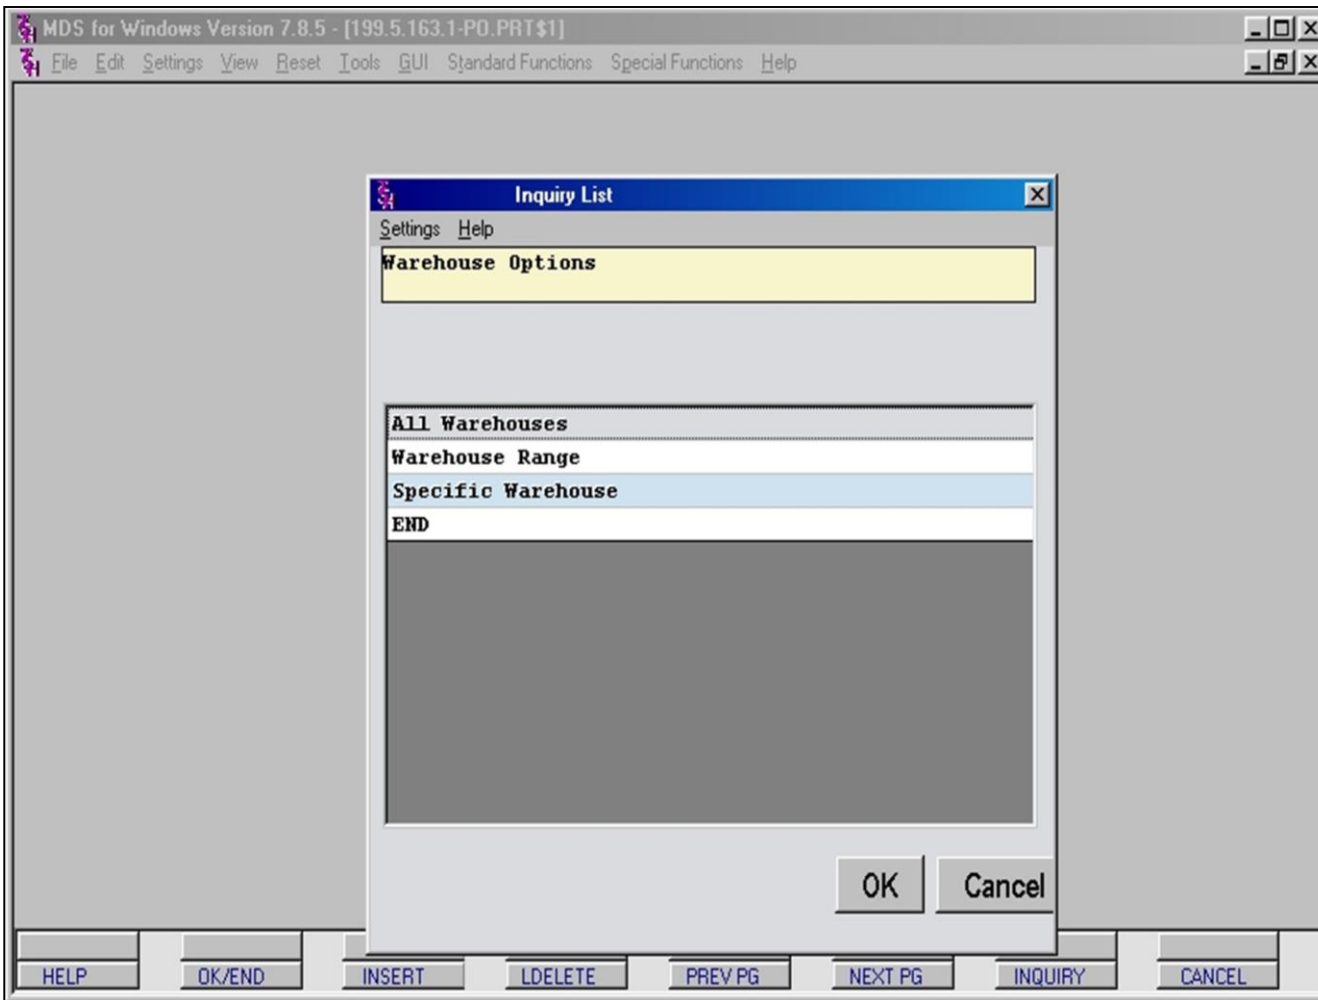 MDS for Windows Version 7.8.5 - [199.5.163.1-PO.PRT$1]
File Edit Settings View Reset Tools GUI Standard Functions Special Functions Help
Inquiry List
Settings Help
Warehouse Options
All Warehouses
Warehouse Range
Specific Warehouse
END
OK Cancel
HELP OK/END INSERT LDELETE PREV PG NEXT PG INQUIRY CANCEL